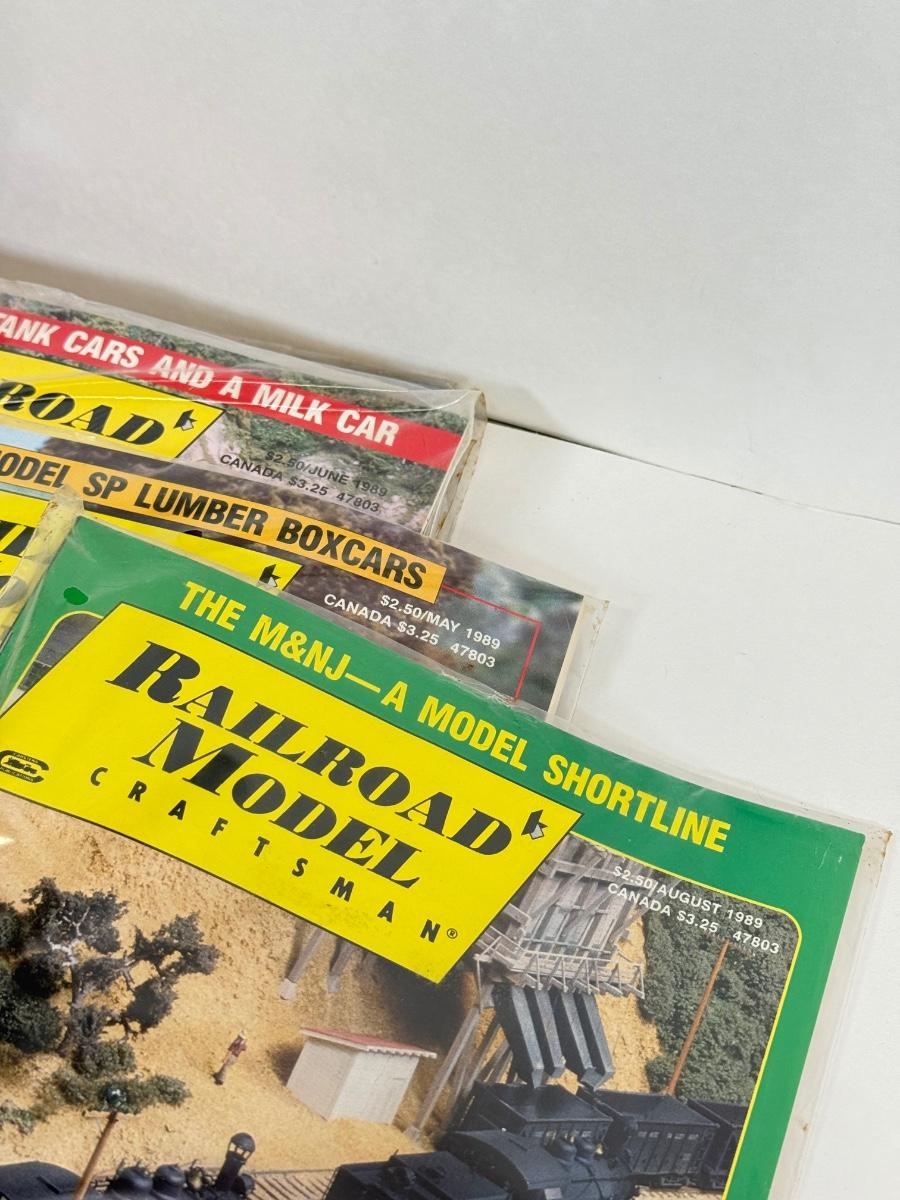 TANK CARS AND A MILK CAR
ROAD
$2.50/JUNE 1989
CANADA $3.25 47803
ODEL SP LUMBER BOXCARS
$2.50/MAY 1989
CANADA $3.25 47803
THE M&NJ—A MODEL SHORTLINE
RAILROAD
MODEL
CRAFTSMAN®
$2.50/AUGUST 1989
CANADA $3.25 47803